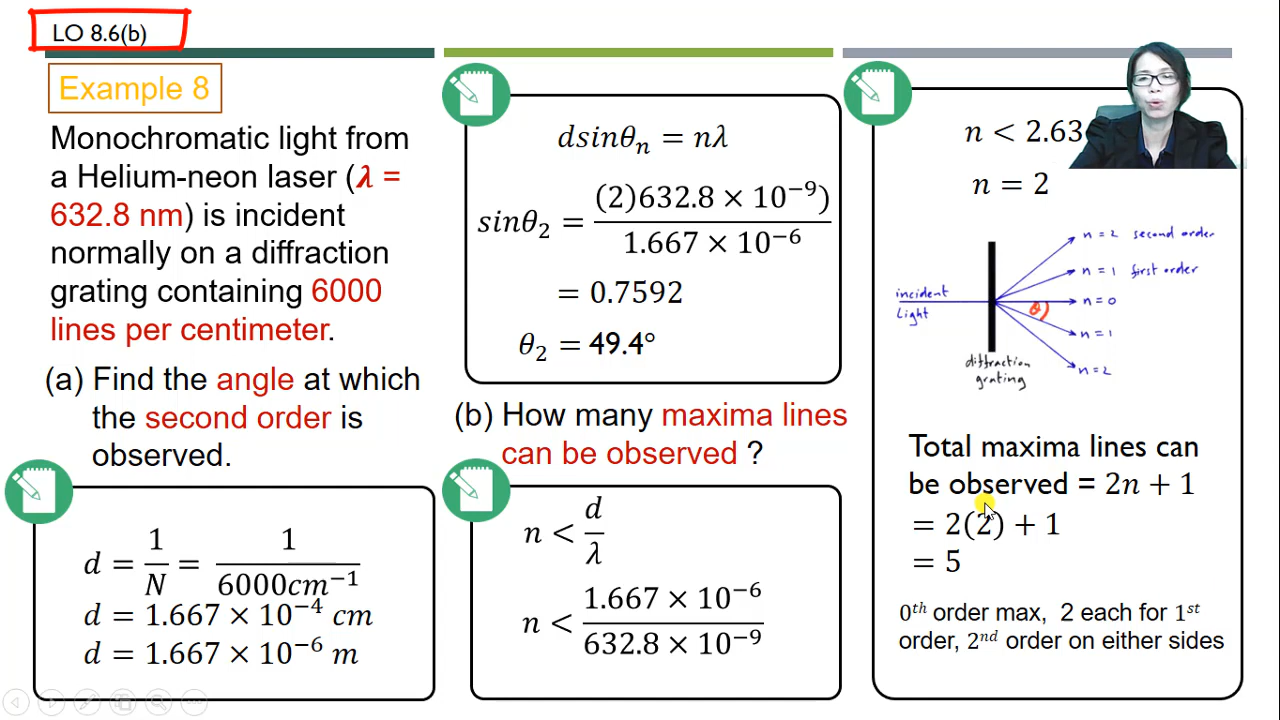 LO 8.6(b)
Example 8
Monochromatic light from
a Helium-neon laser (λ =
632.8 nm) is incident
normally on a diffraction
grating containing 6000
lines per centimeter.
(a) Find the angle at which
the second order is
observed.
d = 1/N = 1/6000cm⁻¹
d = 1.667 × 10⁻⁴ cm
d = 1.667 × 10⁻⁶ m
dsinθₙ = nλ
sinθ₂ = (2)632.8 × 10⁻⁹) / 1.667 × 10⁻⁶
= 0.7592
θ₂ = 49.4°
(b) How many maxima lines
can be observed ?
n < d/λ
n < 1.667 × 10⁻⁶ / 632.8 × 10⁻⁹
n < 2.63
n = 2
n = 2 second order
n = 1 first order
incident
light
n = 0
θ
n = 1
n = 2
diffraction
grating
Total maxima lines can
be observed = 2n + 1
= 2(2) + 1
= 5
0ᵗʰ order max, 2 each for 1ˢᵗ
order, 2ⁿᵈ order on either sides